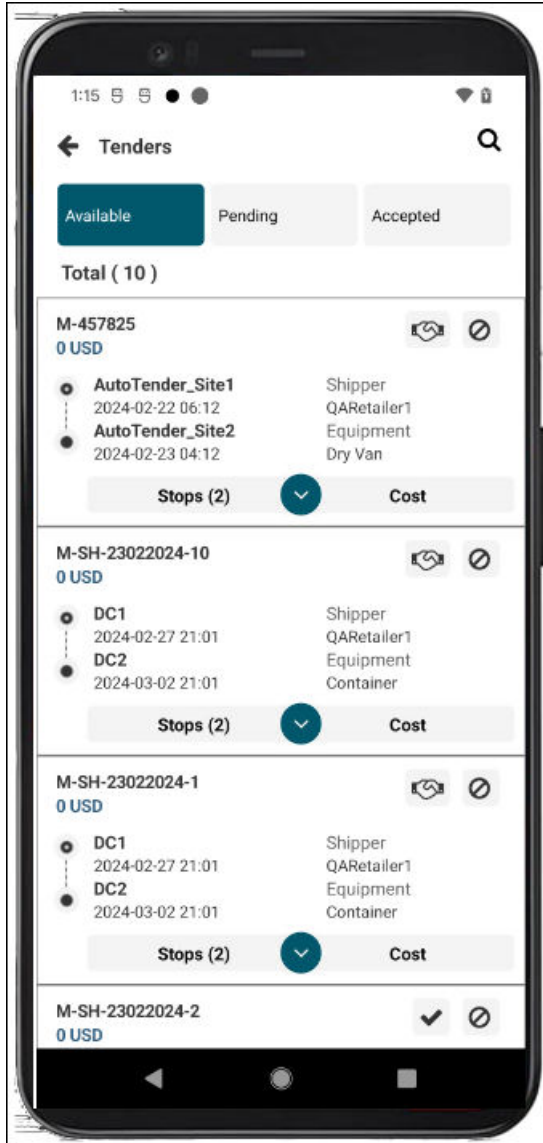 1:15
Tenders
Available Pending Accepted
Total ( 10 )
M-457825
0 USD
AutoTender_Site1 Shipper
2024-02-22 06:12 QARetailer1
AutoTender_Site2 Equipment
2024-02-23 04:12 Dry Van
Stops (2) Cost
M-SH-23022024-10
0 USD
DC1 Shipper
2024-02-27 21:01 QARetailer1
DC2 Equipment
2024-03-02 21:01 Container
Stops (2) Cost
M-SH-23022024-1
0 USD
DC1 Shipper
2024-02-27 21:01 QARetailer1
DC2 Equipment
2024-03-02 21:01 Container
Stops (2) Cost
M-SH-23022024-2
0 USD